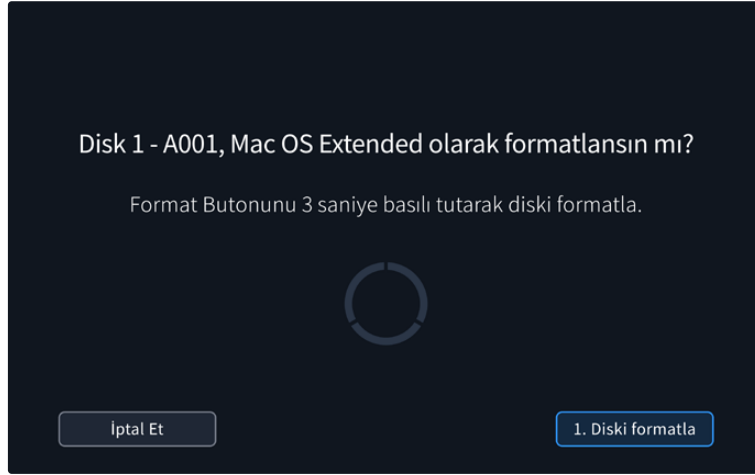 Disk 1 - A001, Mac OS Extended olarak formatlansın mı?
Format Butonunu 3 saniye basılı tutarak diski formatla.
İptal Et
1. Diski formatla